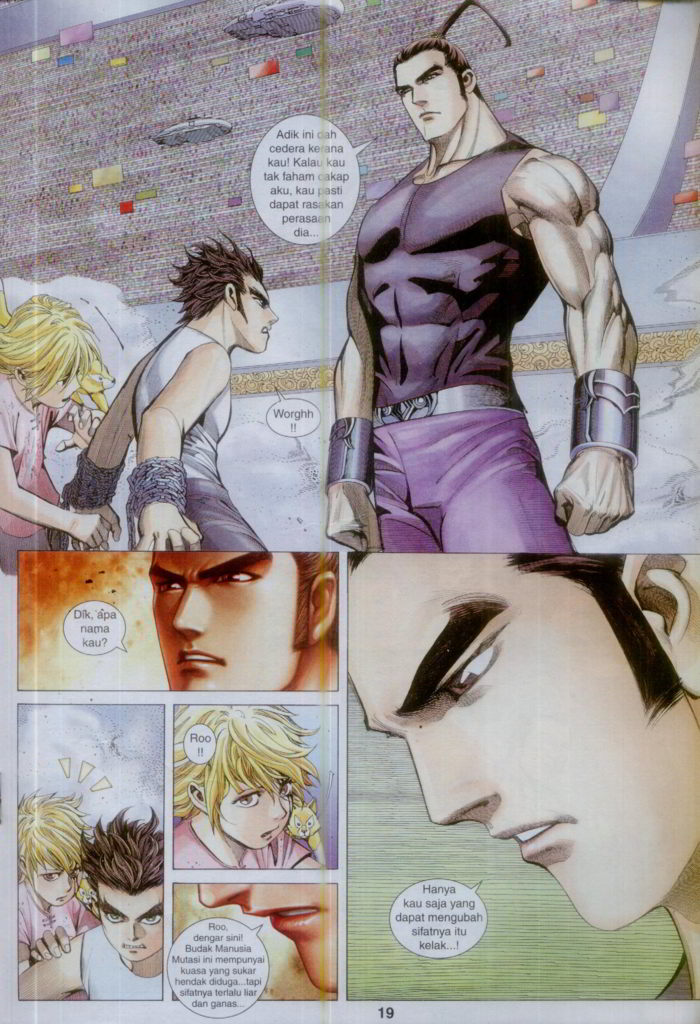 Adik ini dah
cedera kerana
kau! Kalau kau
tak faham cakap
aku, kau pasti
dapat rasakan
perasaan
dia...
Worghh
!!
Dik, apa
nama
kau?
Roo
!!
Roo,
dengar sini!
Budak Manusia
Mutasi ini mempunyai
kuasa yang sukar
hendak diduga...tapi
sifatnya terlalu liar
dan ganas...
Hanya
kau saja yang
dapat mengubah
sifatnya itu
kelak...!
19